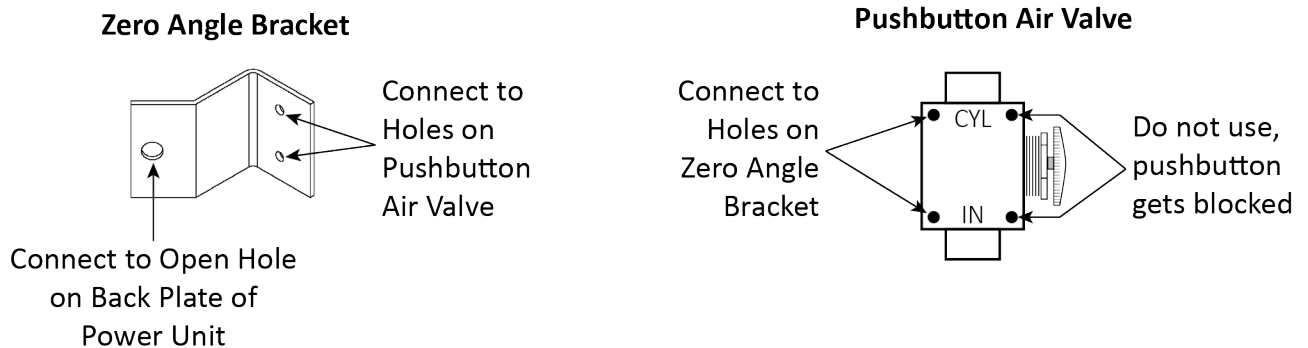 Zero Angle Bracket
Connect to
Holes on
Pushbutton
Air Valve
Connect to Open Hole
on Back Plate of
Power Unit
Pushbutton Air Valve
Connect to
Holes on
Zero Angle
Bracket
CYL
IN
Do not use,
pushbutton
gets blocked